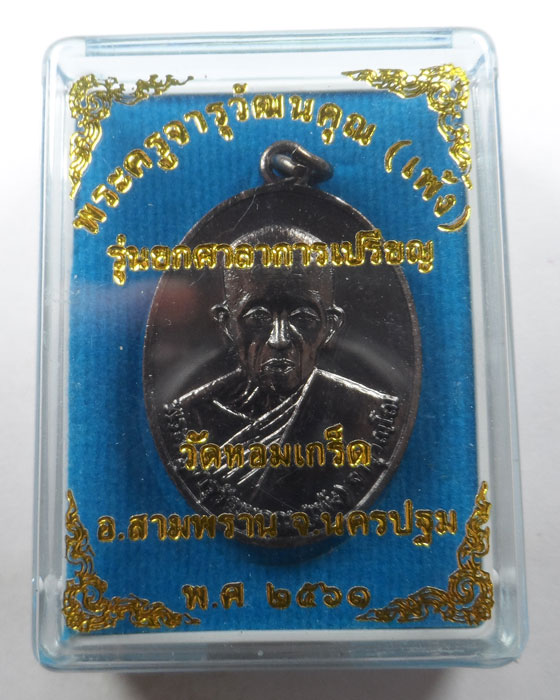 พระครูจารุวัฒนคุณ (เพ้ง)
รุ่นยกศาลาการเปรียญ
วัดหอมเกร็ด
อ.สามพราน จ.นครปฐม
พ.ศ ๒๕๖๑